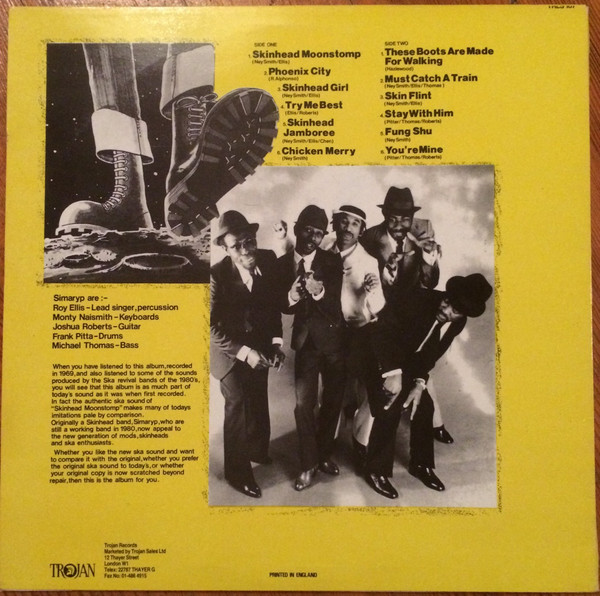 SIDE ONE
1. Skinhead Moonstomp
(Ney Smith/Ellis)
2. Phoenix City
(R. Alphonso)
3. Skinhead Girl
(Ney Smith/Ellis)
4. Try Me Best
(Ellis/Roberts)
5. Skinhead
Jamboree
(Ney Smith/Ellis/Chan)
6. Chicken Merry
(Ney Smith)
SIDE TWO
1. These Boots Are Made
For Walking
(Hazlewood)
2. Must Catch A Train
(Ney Smith/Ellis/Thomas)
3. Skin Flint
(Ney Smith/Ellis)
4. Stay With Him
(Pitter/Thomas/Roberts)
5. Fung Shu
(Ney Smith)
6. You're Mine
(Pitter/Thomas/Roberts)
Simaryp are :-
Roy Ellis-Lead singer,percussion
Monty Naismith-Keyboards
Joshua Roberts-Guitar
Frank Pitta-Drums
Michael Thomas-Bass
When you have listened to this album,recorded
in 1969,and also listened to some of the sounds
produced by the Ska revival bands of the 1980's,
you will see that this album is as much part of
today's sound as it was when first recorded.
In fact the authentic ska sound of
"Skinhead Moonstomp" makes many of todays
imitations pale by comparison.
Originally a Skinhead band,Simaryp,who are
still a working band in 1980,now appeal to
the new generation of mods,skinheads
and ska enthusiasts.
Whether you like the new ska sound and want
to compare it with the original,whether you prefer
the original ska sound to today's,or whether
your original copy is now scratched beyond
repair,then this is the album for you.
TROJAN
Trojan Records
Marketed by Trojan Sales Ltd
12 Thayer Street
London W1
Telex: 22787 THAYER G
Fax No: 01-486 4915
PRINTED IN ENGLAND